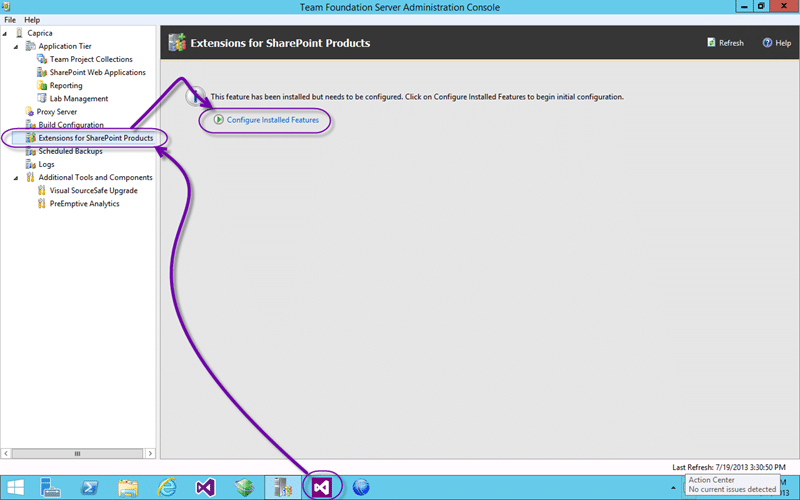 Team Foundation Server Administration Console
File Help
Caprica
Application Tier
Team Project Collections
SharePoint Web Applications
Reporting
Lab Management
Proxy Server
Build Configuration
Extensions for SharePoint Products
Scheduled Backups
Logs
Additional Tools and Components
Visual SourceSafe Upgrade
PreEmptive Analytics
Extensions for SharePoint Products
Refresh
Help
This feature has been installed but needs to be configured. Click on Configure Installed Features to begin initial configuration.
Configure Installed Features
Last Refresh: 7/19/2013 3:30:50 PM
Action Center
No current issues detected